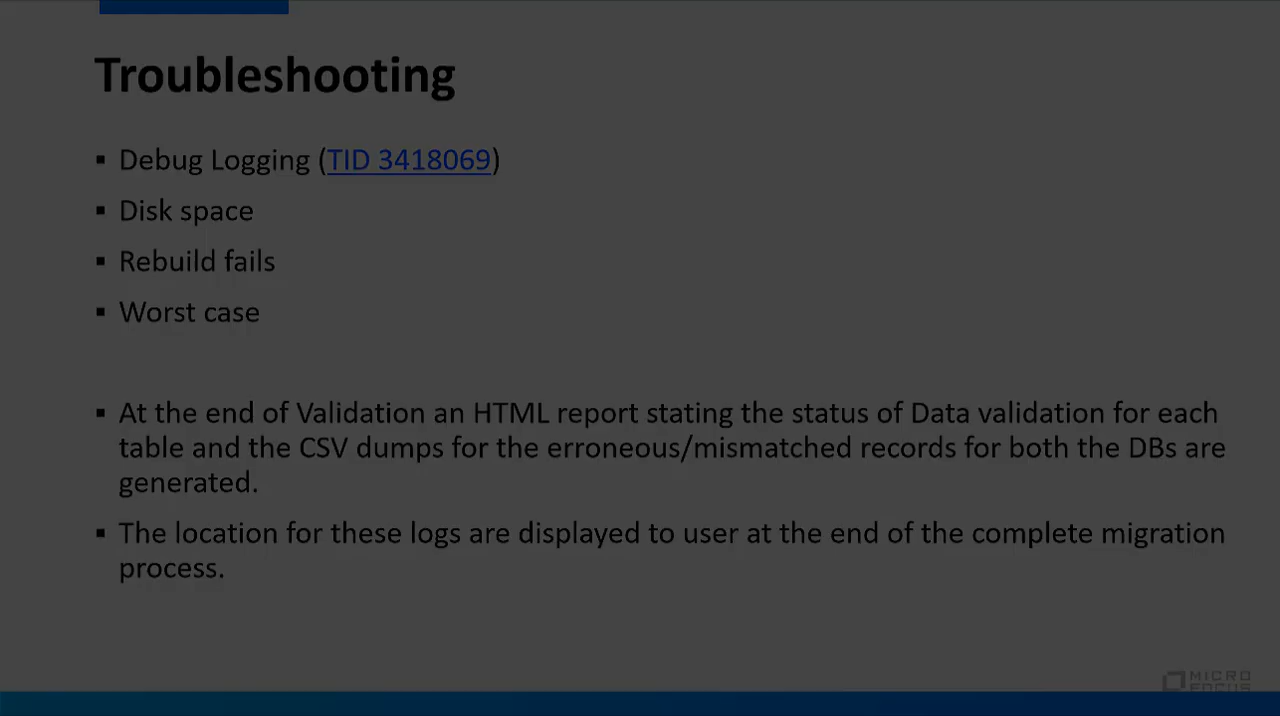 Troubleshooting
▪ Debug Logging (TID 3418069)
▪ Disk space
▪ Rebuild fails
▪ Worst case
▪ At the end of Validation an HTML report stating the status of Data validation for each
table and the CSV dumps for the erroneous/mismatched records for both the DBs are
generated.
▪ The location for these logs are displayed to user at the end of the complete migration
process.
MICRO
FOCUS